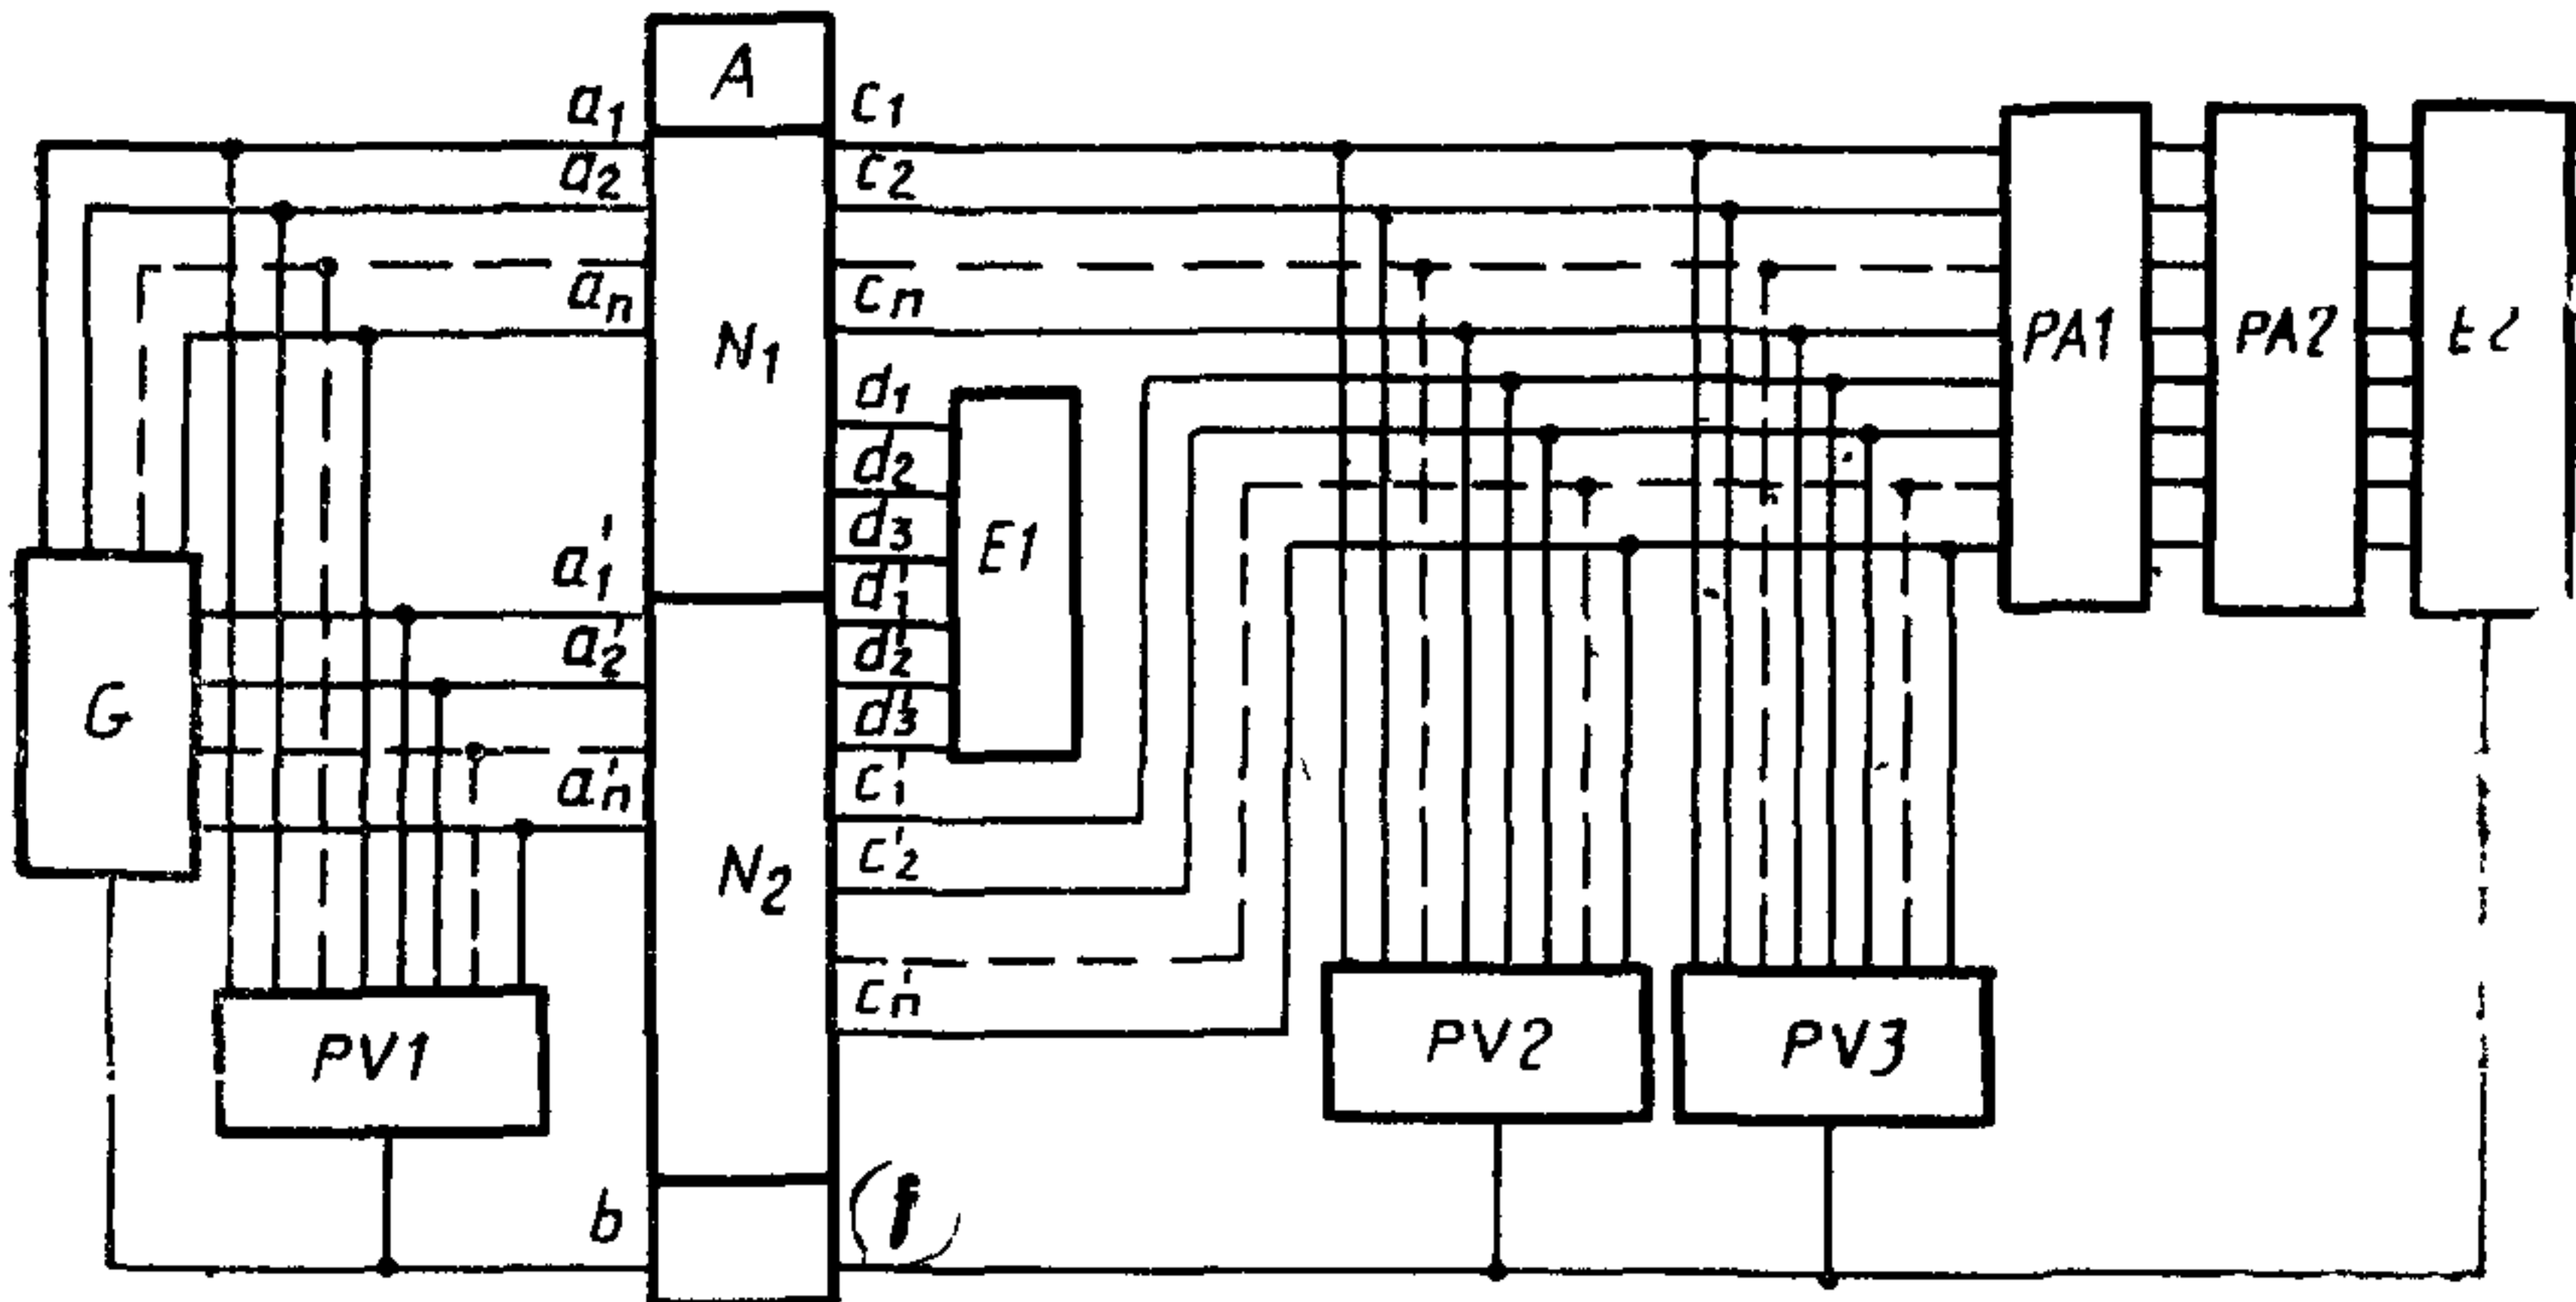 A
a₁
c₁
a₂
c₂
aₙ
cₙ
N₁
PA1
PA2
E2
d₁
d₂
d₃
E1
a'₁
d'₁
a'₂
d'₂
G
d'₃
a'ₙ
c'₁
N₂
c'₂
c'ₙ
PV1
PV2
PV3
b
(f)